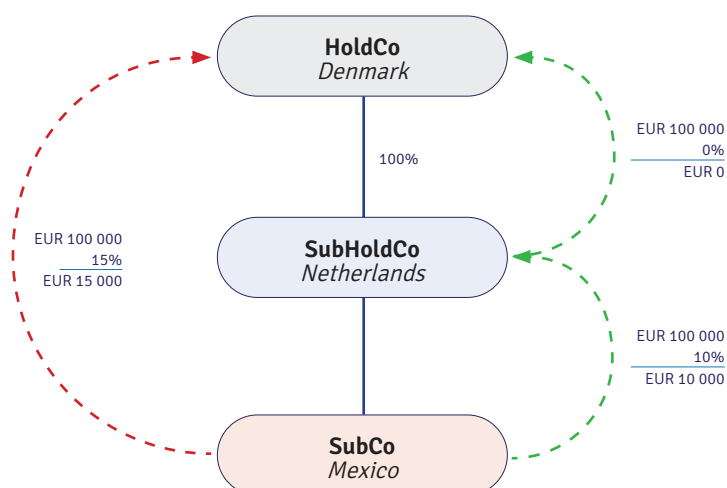 HoldCo
Denmark
EUR 100 000
0%
EUR 0
100%
EUR 100 000
15%
EUR 15 000
SubHoldCo
Netherlands
EUR 100 000
10%
EUR 10 000
SubCo
Mexico